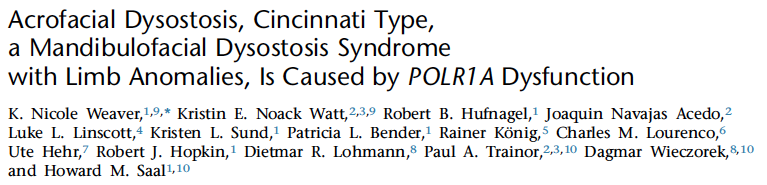 Acrofacial Dysostosis, Cincinnati Type,
a Mandibulofacial Dysostosis Syndrome
with Limb Anomalies, Is Caused by POLR1A Dysfunction
K. Nicole Weaver,1,9,* Kristin E. Noack Watt,2,3,9 Robert B. Hufnagel,1 Joaquin Navajas Acedo,2
Luke L. Linscott,4 Kristen L. Sund,1 Patricia L. Bender,1 Rainer König,5 Charles M. Lourenco,6
Ute Hehr,7 Robert J. Hopkin,1 Dietmar R. Lohmann,8 Paul A. Trainor,2,3,10 Dagmar Wieczorek,8,10
and Howard M. Saal1,10